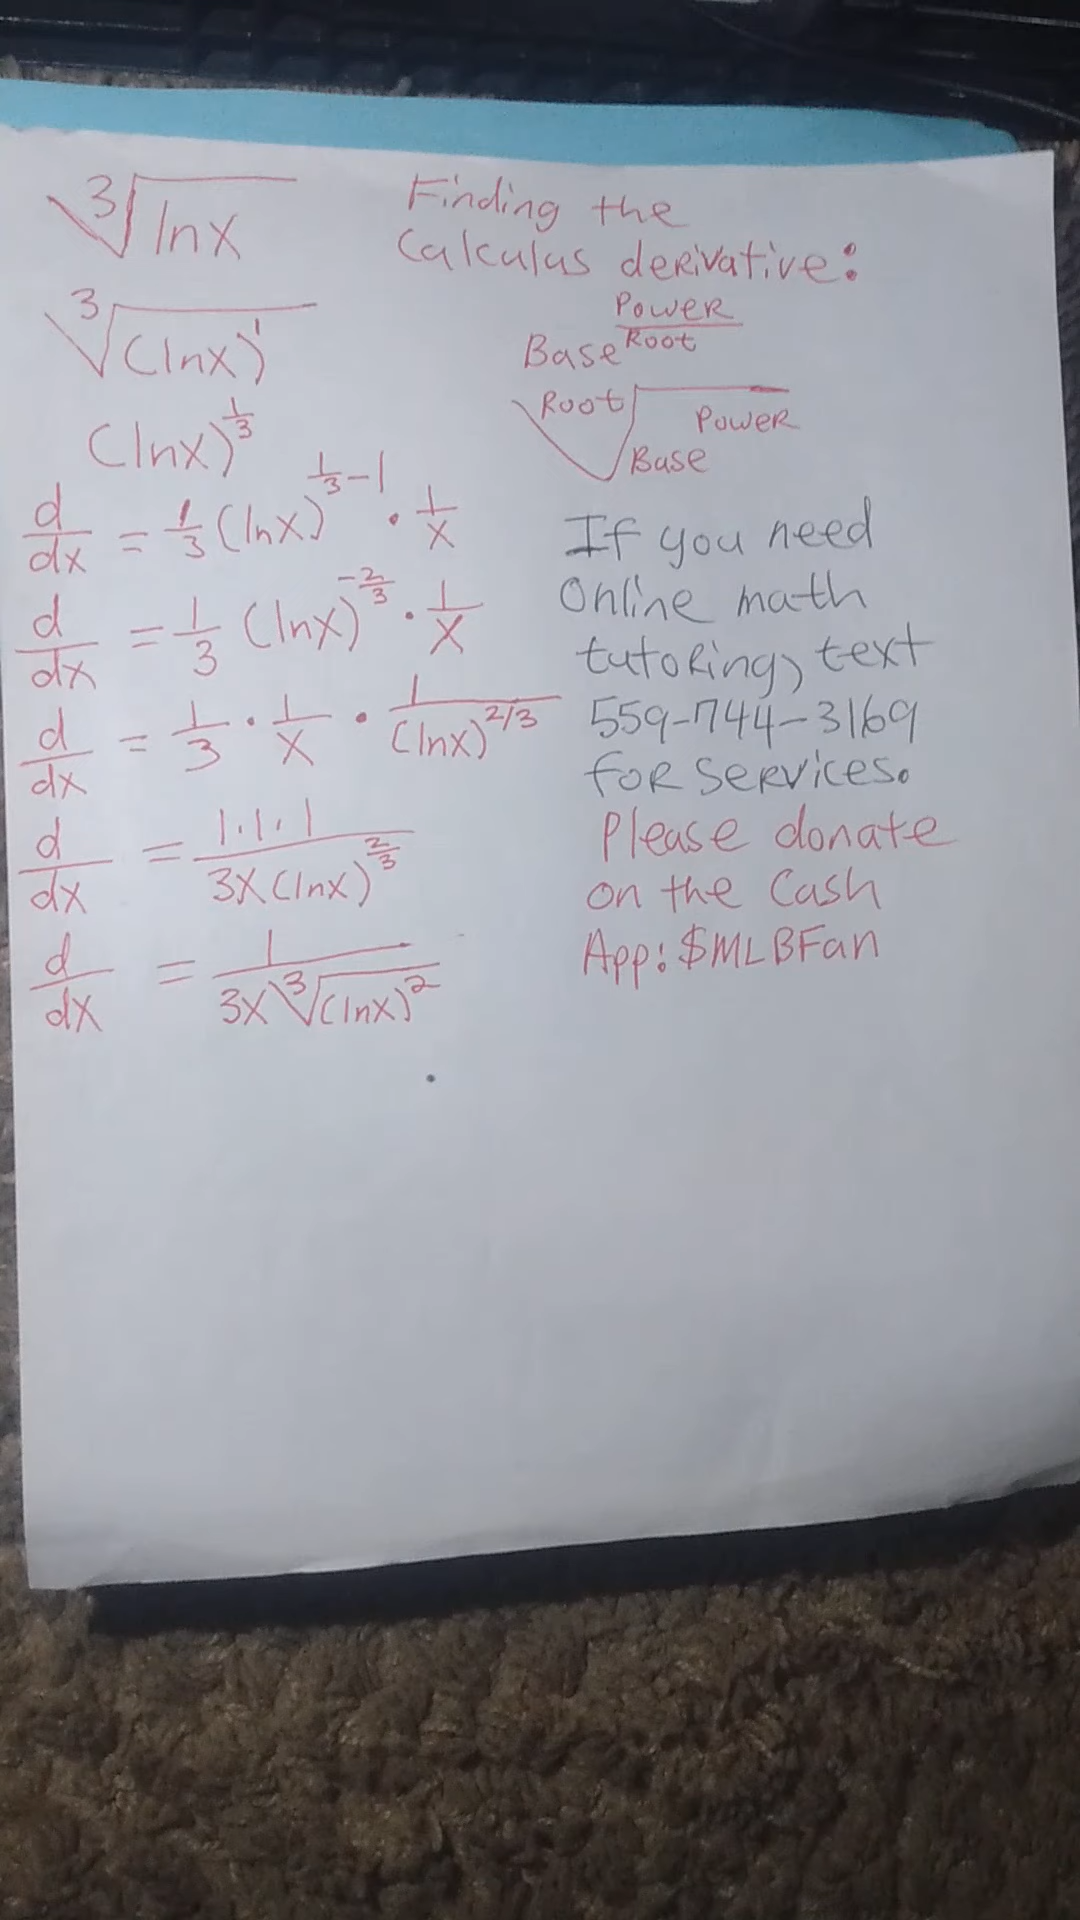 ∛lnx
∛(lnx)^1
(lnx)^(1/3)
d/dx = 1/3 (lnx)^(1/3 - 1) · 1/x
d/dx = 1/3 (lnx)^(-2/3) · 1/x
d/dx = 1/3 · 1/x · 1/(lnx)^(2/3)
d/dx = 1·1·1/3x(lnx)^(2/3)
d/dx = 1/3x∛(lnx)^2
Finding the
Calculus derivative:
Power
Base Root
Root Power
Base
If you need
Online math
tutoring, text
559-744-3169
for services.
Please donate
on the Cash
App: $MLBFan